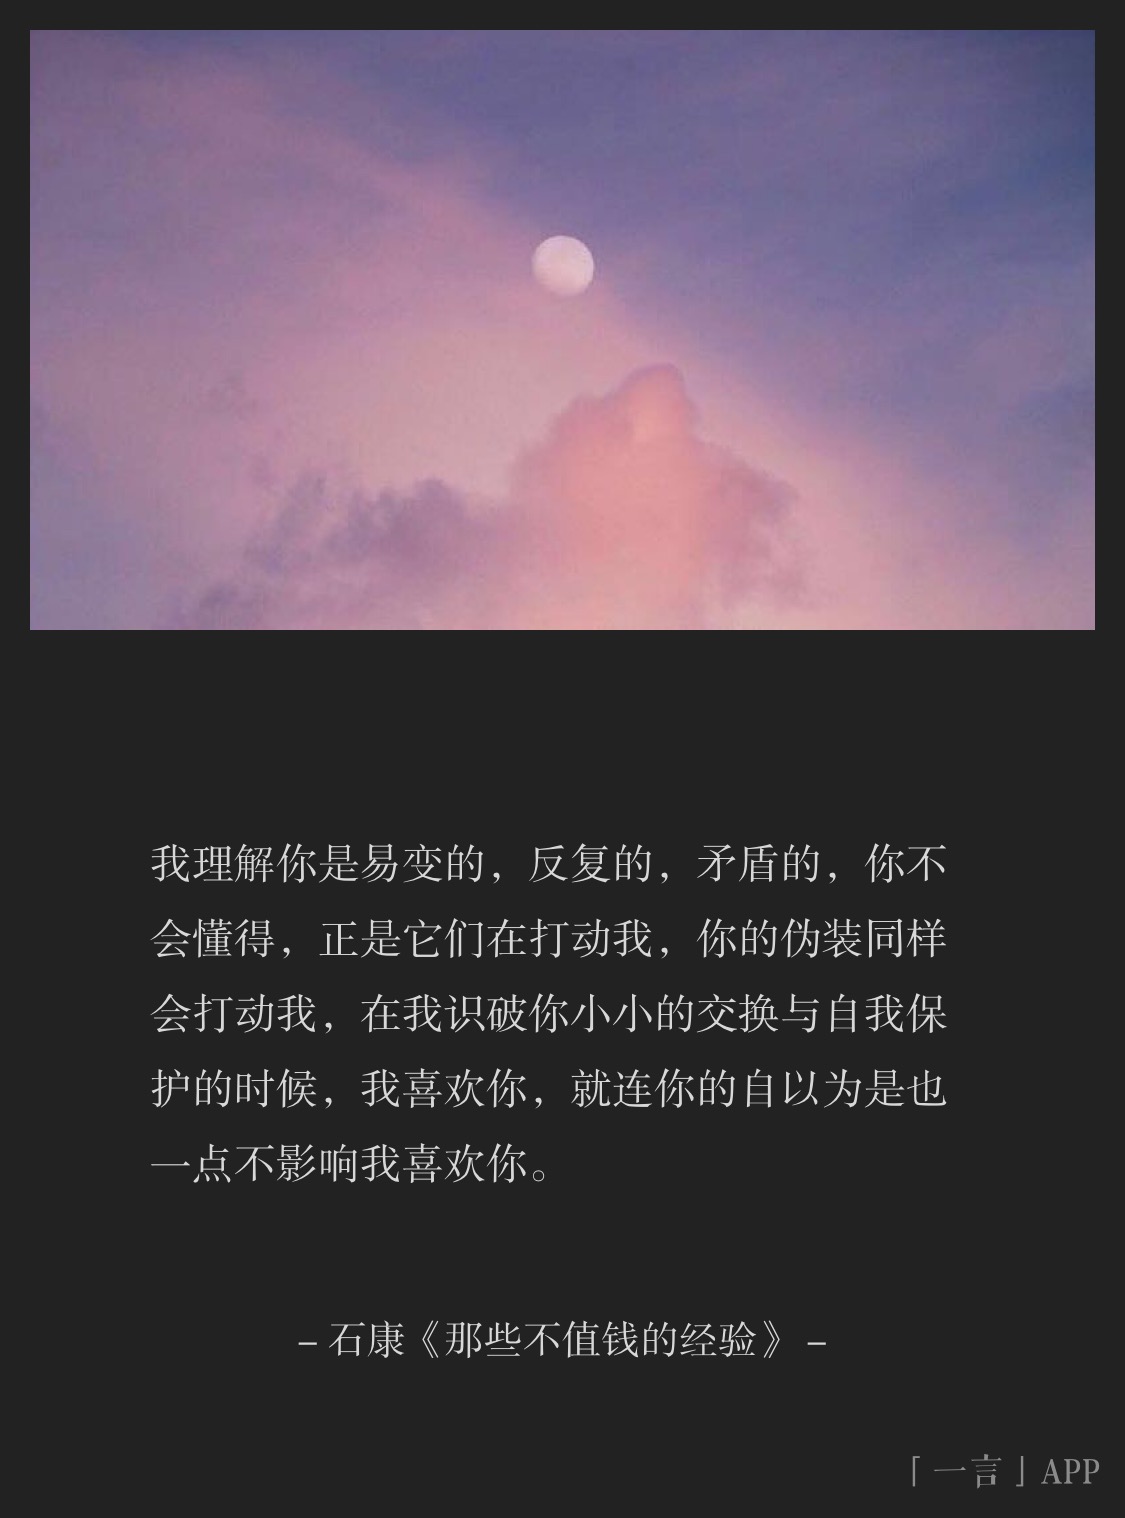 我理解你是易变的，反复的，矛盾的，你不
会懂得，正是它们在打动我，你的伪装同样
会打动我，在我识破你小小的交换与自我保
护的时候，我喜欢你，就连你的自以为是也
一点不影响我喜欢你。
– 石康《那些不值钱的经验》 –
「 一言 」APP